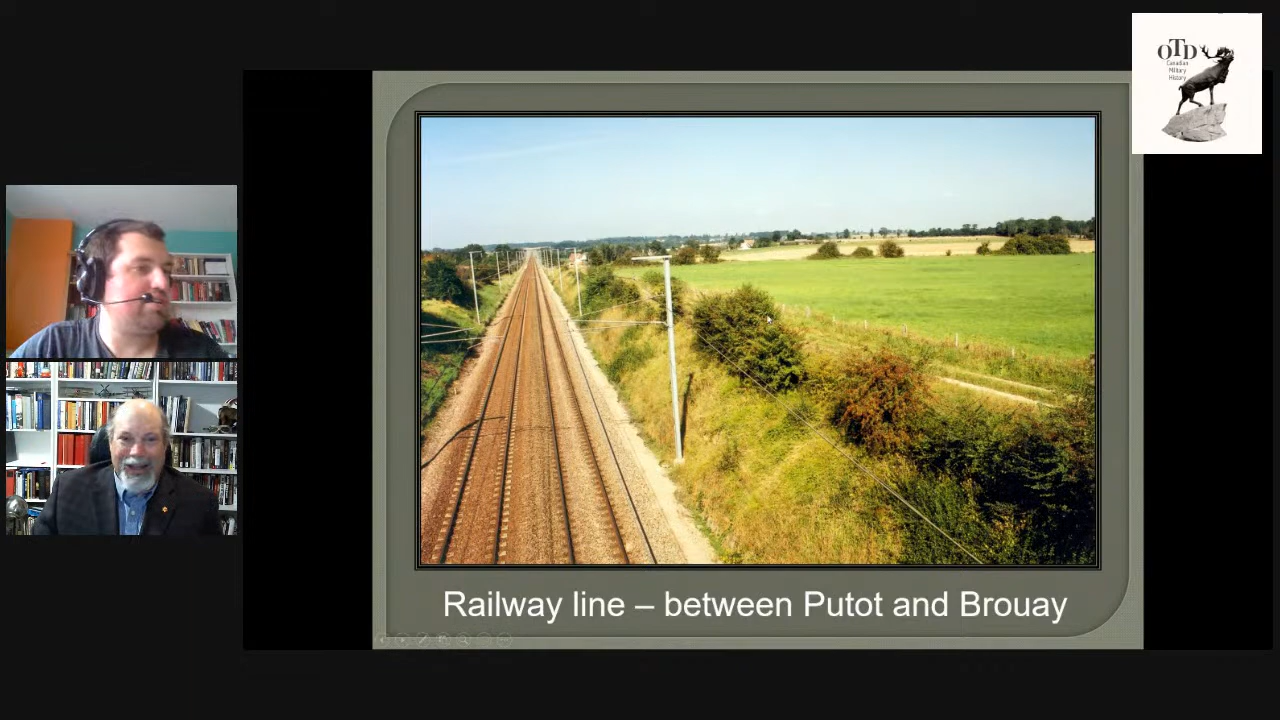 OTD
Canadian
Military
History
Railway line – between Putot and Brouay